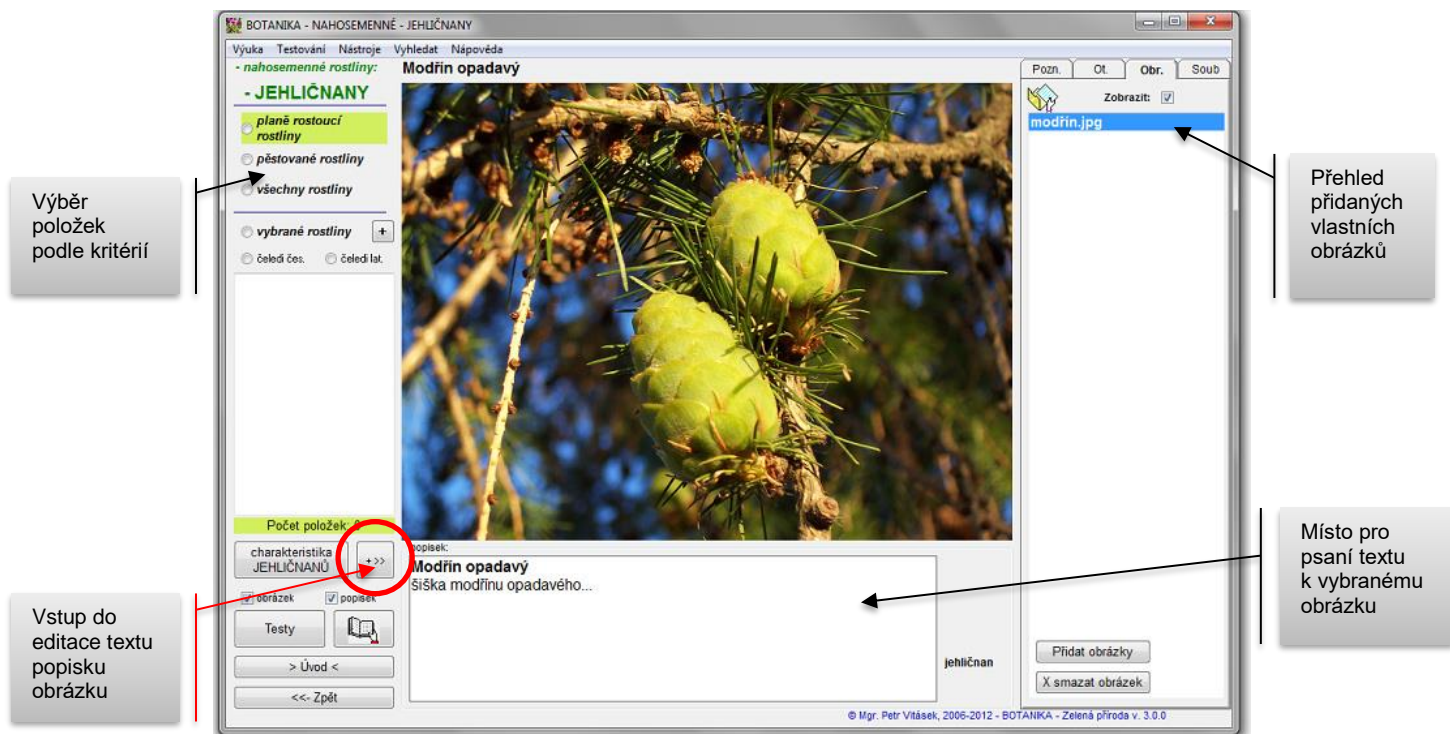 BOTANIKA - NAHOSEMENNÉ - JEHLIČNANY
Výuka Testování Nástroje Vyhledat Nápověda
- nahosemenné rostliny:
- JEHLIČNANY
planě rostoucí
rostliny
pěstované rostliny
všechny rostliny
vybrané rostliny +
čeledi čes. čeledi lat.
Počet položek:
charakteristika
JEHLIČNANŮ
+>>
obrázek popisek
Testy
> Úvod <
<<- Zpět
Modřín opadavý
popisek:
Modřín opadavý
šiška modřínu opadavého...
jehličnan
Pozn. Ot. Obr. Soub
Zobrazit:
modřín.jpg
Přidat obrázky
X smazat obrázek
© Mgr. Petr Vitásek, 2006-2012 - BOTANIKA - Zelená příroda v. 3.0.0
Výběr
položek
podle kritérií
Vstup do
editace textu
popisku
obrázku
Přehled
přidaných
vlastních
obrázků
Místo pro
psaní textu
k vybranému
obrázku